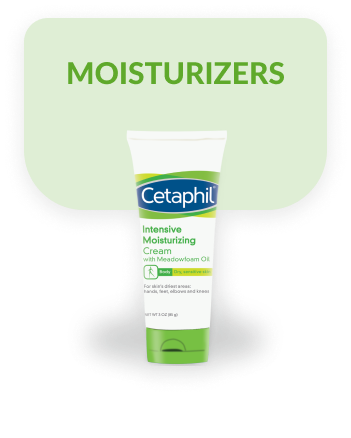 MOISTURIZERS
Cetaphil
Intensive
Moisturizing
Cream
with Meadowfoam Oil
Body Dry, sensitive skin
For skin's driest areas:
hands, feet, elbows and knees
NET WT 3 OZ (85 g)